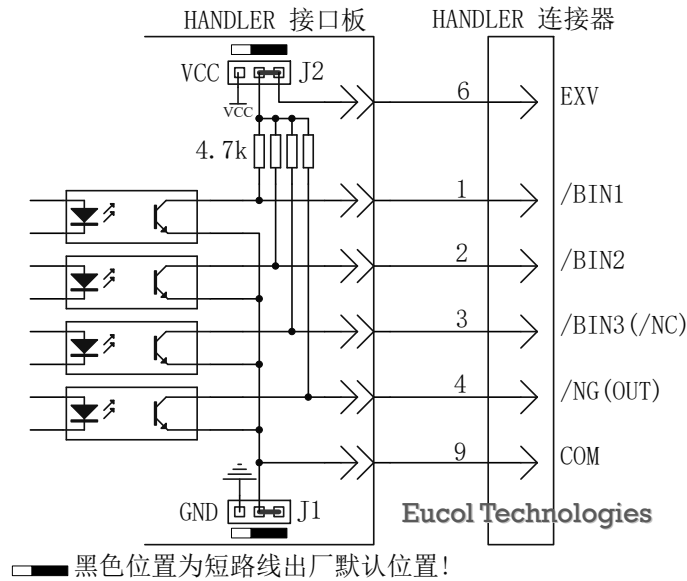 HANDLER 接口板
HANDLER 连接器
VCC
J2
VCC
6
EXV
4.7k
1
/BIN1
2
/BIN2
3
/BIN3(/NC)
4
/NG(OUT)
9
COM
GND
J1
Eucol Technologies
黑色位置为短路线出厂默认位置!